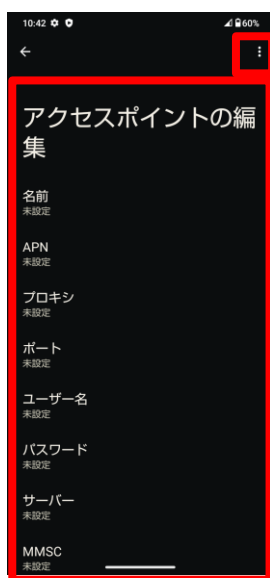 10:42 60%
アクセスポイントの編
集
名前
未設定
APN
未設定
プロキシ
未設定
ポート
未設定
ユーザー名
未設定
パスワード
未設定
サーバー
未設定
MMSC
未設定